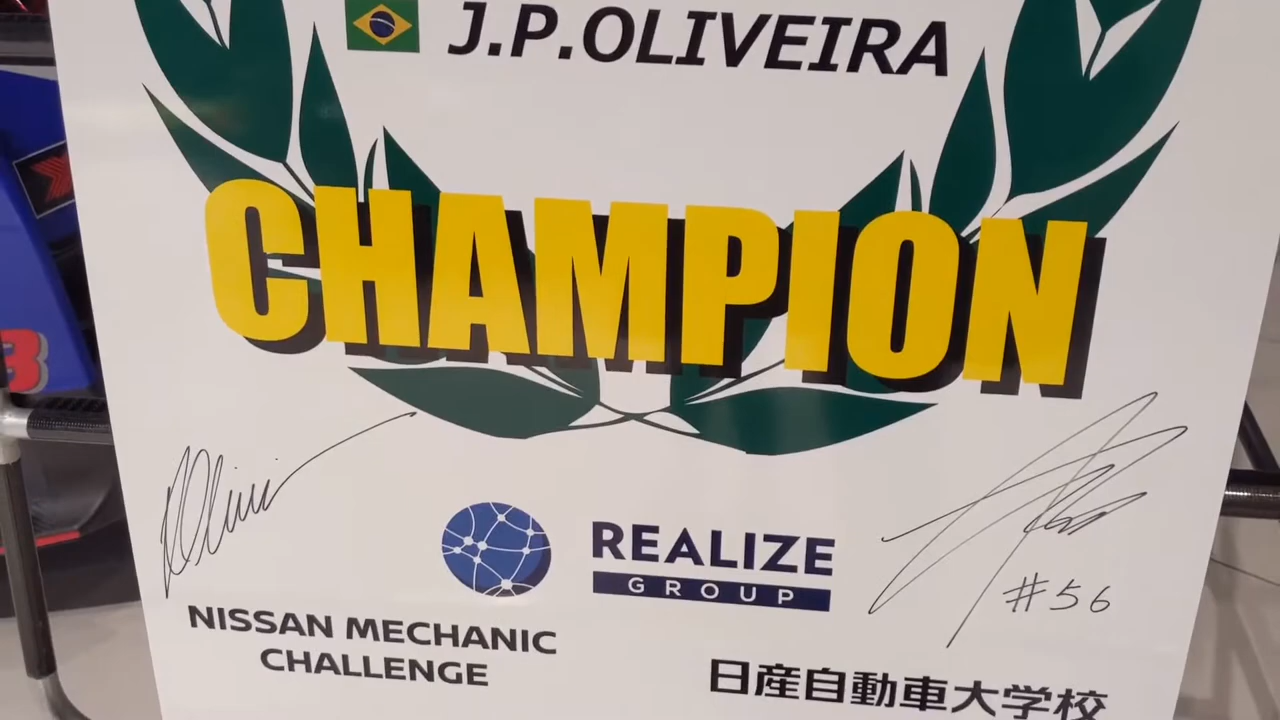 J.P.OLIVEIRA
CHAMPION
REALIZE
GROUP
#56
NISSAN MECHANIC
CHALLENGE
日産自動車大学校